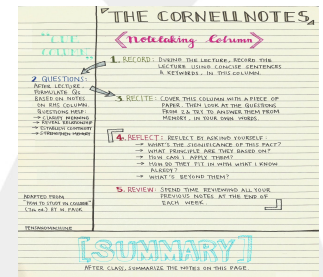 THE CORNELL NOTES
"CUE COLUMN"
Notetaking Column
1. RECORD: DURING THE LECTURE, RECORD THE
LECTURE USING CONCISE SENTENCES
& KEYWORDS, IN THIS COLUMN.
2. QUESTIONS:
AFTER LECTURE,
FORMULATE Qs
BASED ON NOTES
ON RHS COLUMN.
QUESTIONS HELP:
→ CLARIFY MEANING
→ REVEAL RELATIONSHIP
→ ESTABLISH CONTINUITY
→ STRENGTHEN MEMORY
3. RECITE: COVER THIS COLUMN WITH A PIECE OF
PAPER. THEN LOOK AT THE QUESTIONS
FROM 2 & TRY TO ANSWER THEM FROM
MEMORY, IN YOUR OWN WORDS.
4. REFLECT: REFLECT BY ASKING YOURSELF:
→ WHAT'S THE SIGNIFICANCE OF THIS FACT?
→ WHAT PRINCIPLE ARE THEY BASED ON?
→ HOW CAN I APPLY THEM?
→ HOW DO THEY FIT IN WITH WHAT I KNOW
ALREDY?
→ WHAT'S BEYOND THEM?
5. REVIEW: SPEND TIME REVIEWING ALL YOUR
PREVIOUS NOTES AT THE END OF
EACH WEEK.
ADAPTED FROM
"HOW TO STUDY IN COLLEGE"
(7th ed.) BY W. PAUK
PENSANDMACHINE
[SUMMARY]
AFTER CLASS, SUMMARIZE THE NOTES ON THIS PAGE.